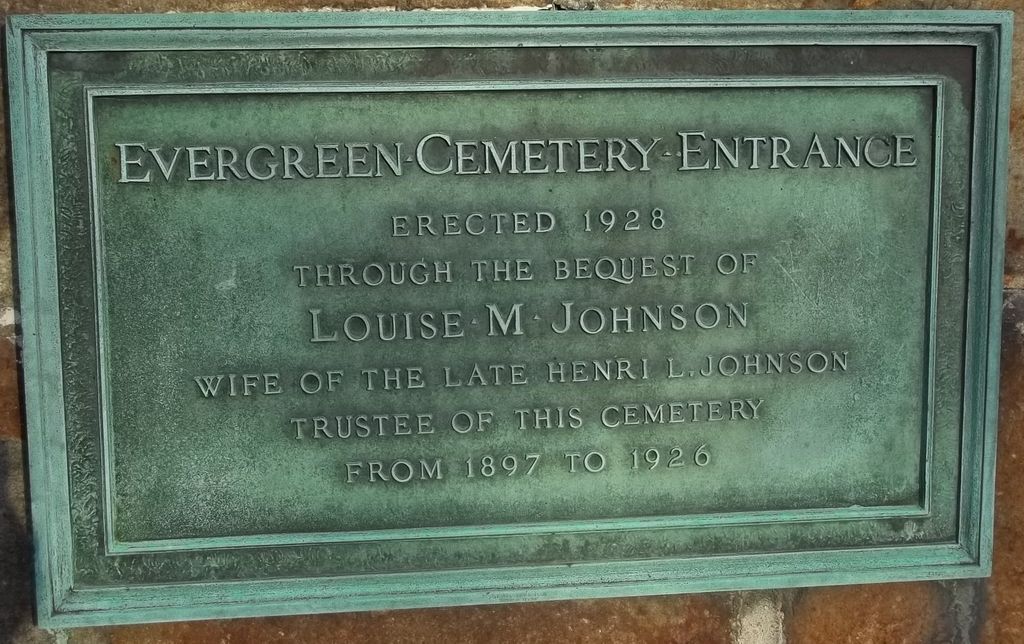 EVERGREEN·CEMETERY·ENTRANCE
ERECTED 1928
THROUGH THE BEQUEST OF
LOUISE·M·JOHNSON
WIFE OF THE LATE HENRI L. JOHNSON
TRUSTEE OF THIS CEMETERY
FROM 1897 TO 1926